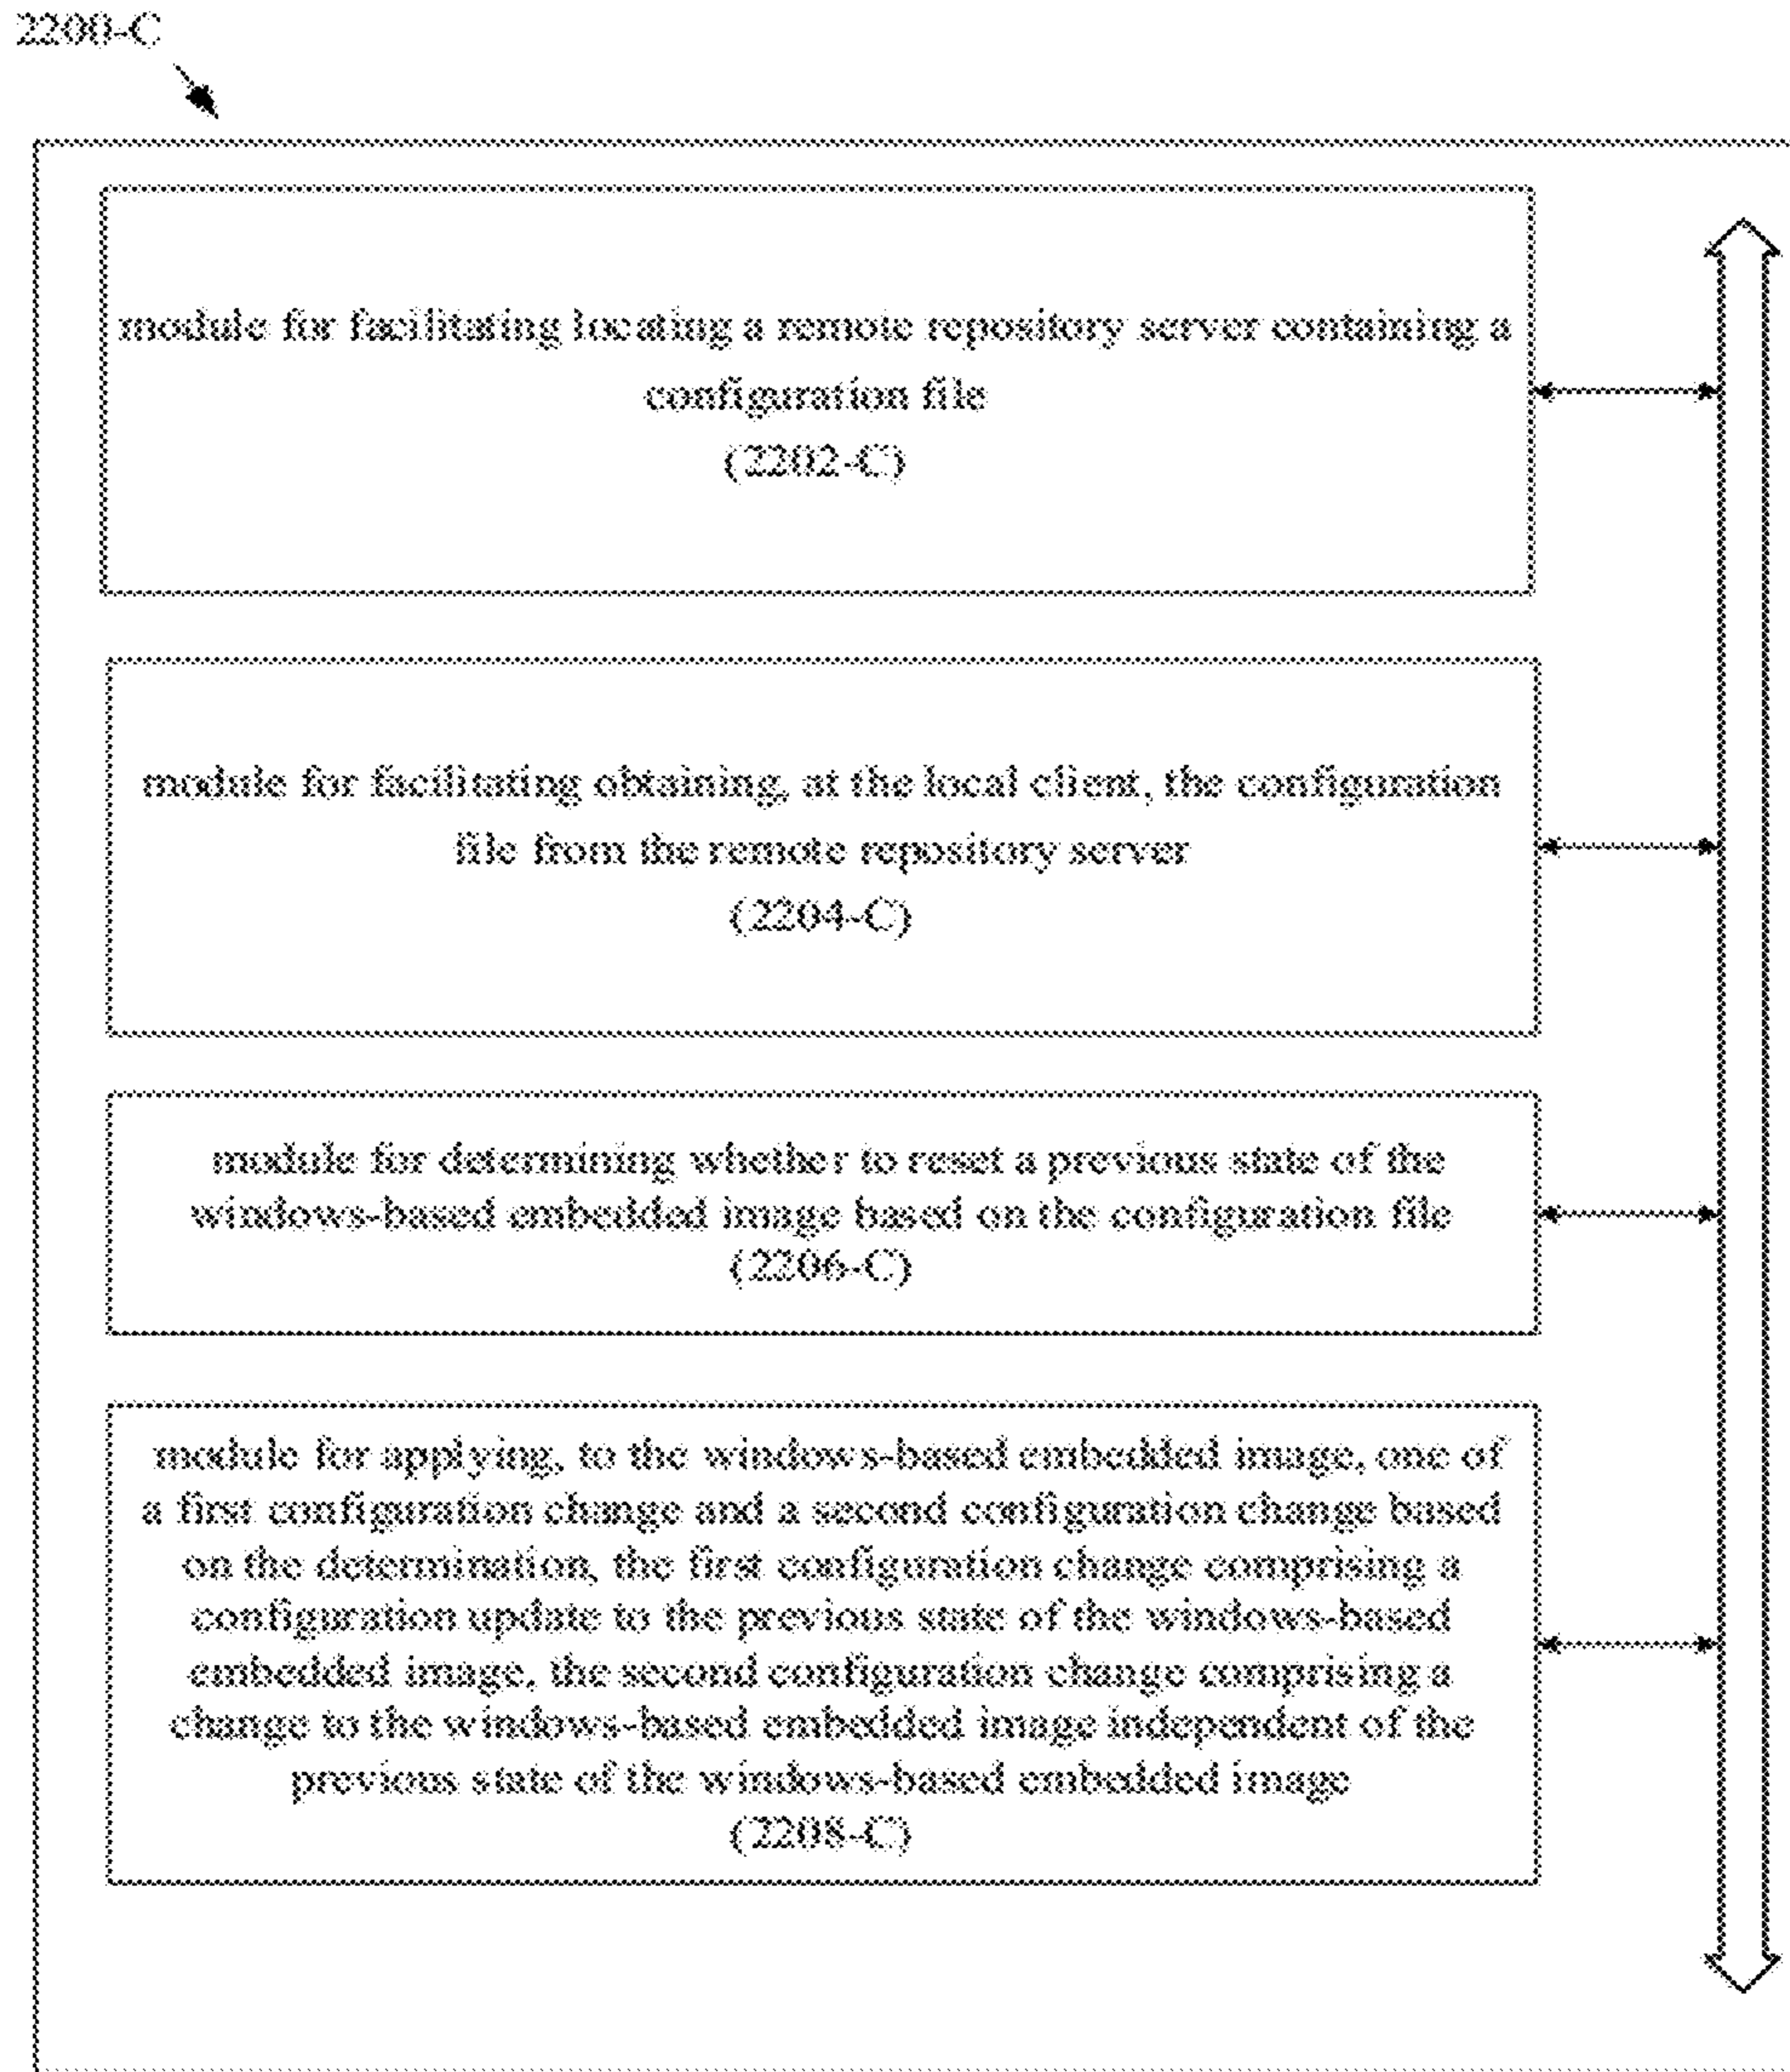 2200-C
module for facilitating locating a remote repository server containing a
configuration file
(2202-C)
module for facilitating obtaining, at the local client, the configuration
file from the remote repository server
(2204-C)
module for determining whether to reset a previous state of the
windows-based embedded image based on the configuration file
(2206-C)
module for applying, to the windows-based embedded image, one of
a first configuration change and a second configuration change based
on the determination, the first configuration change comprising a
configuration update to the previous state of the windows-based
embedded image, the second configuration change comprising a
change to the windows-based embedded image independent of the
previous state of the windows-based embedded image
(2208-C)